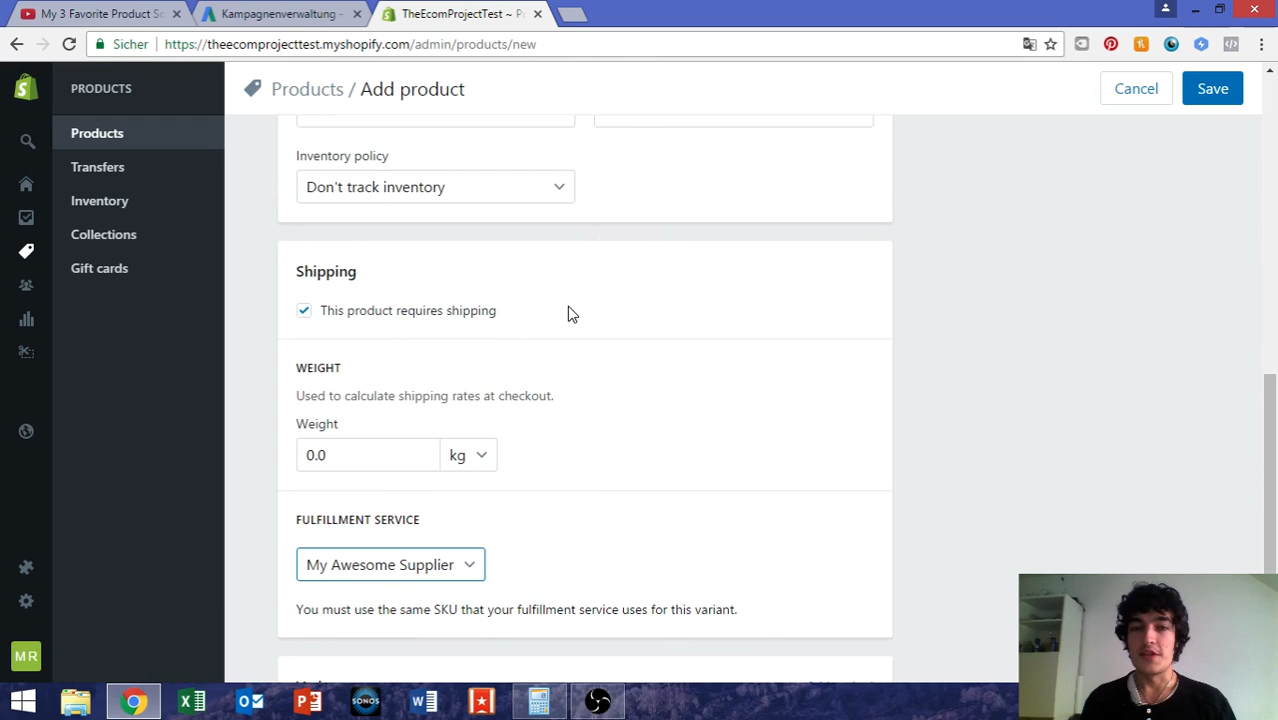 My 3 Favorite Product So
Kampagnenverwaltung -
TheEcomProjectTest ~ P
Sicher
https://theecomprojecttest.myshopify.com/admin/products/new
PRODUCTS
Products / Add product
Cancel
Save
Products
Transfers
Inventory
Collections
Gift cards
Inventory policy
Don't track inventory
Shipping
This product requires shipping
WEIGHT
Used to calculate shipping rates at checkout.
Weight
0.0
kg
FULFILLMENT SERVICE
My Awesome Supplier
You must use the same SKU that your fulfillment service uses for this variant.
MR
SONOS